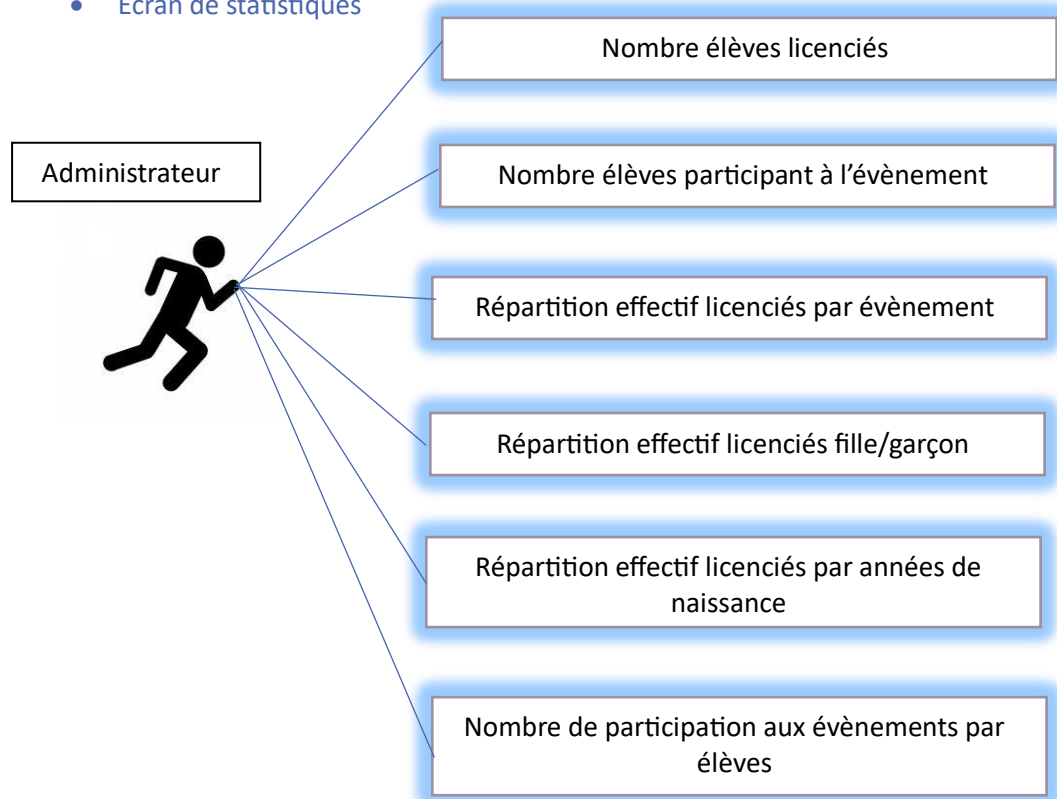 • Ecran de statistiques
Nombre élèves licenciés
Administrateur
Nombre élèves participant à l’évènement
Répartition effectif licenciés par évènement
Répartition effectif licenciés fille/garçon
Répartition effectif licenciés par années de
naissance
Nombre de participation aux évènements par
élèves